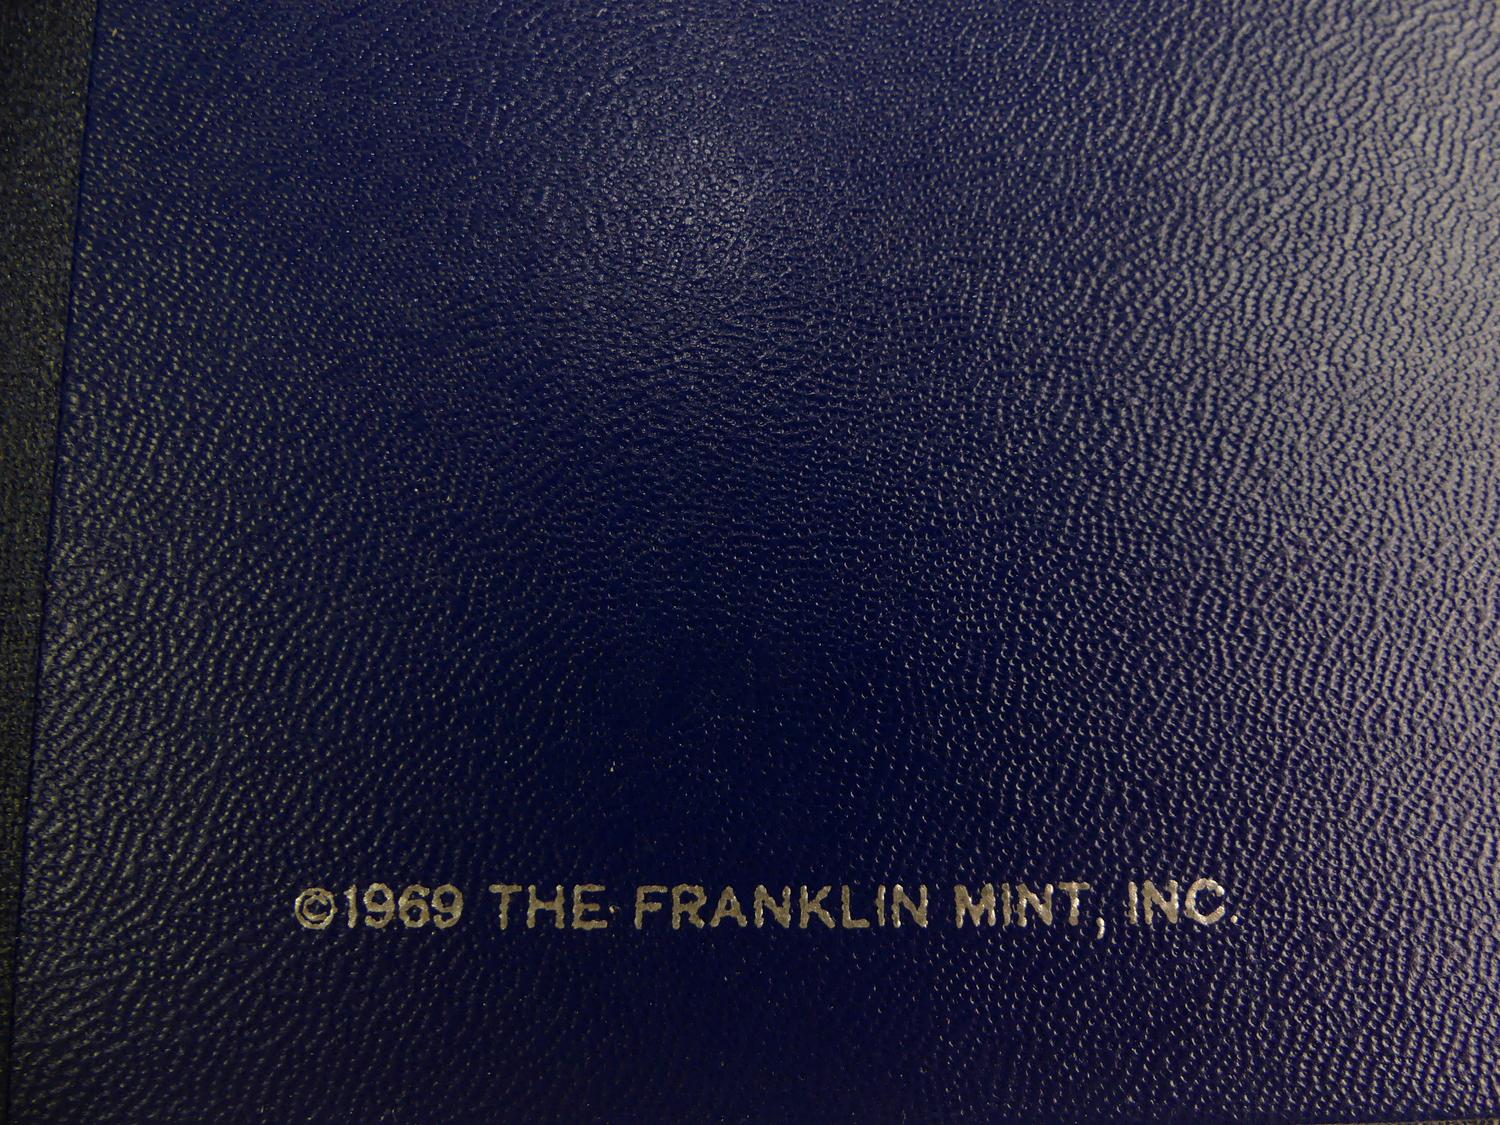 ©1969 THE FRANKLIN MINT, INC.